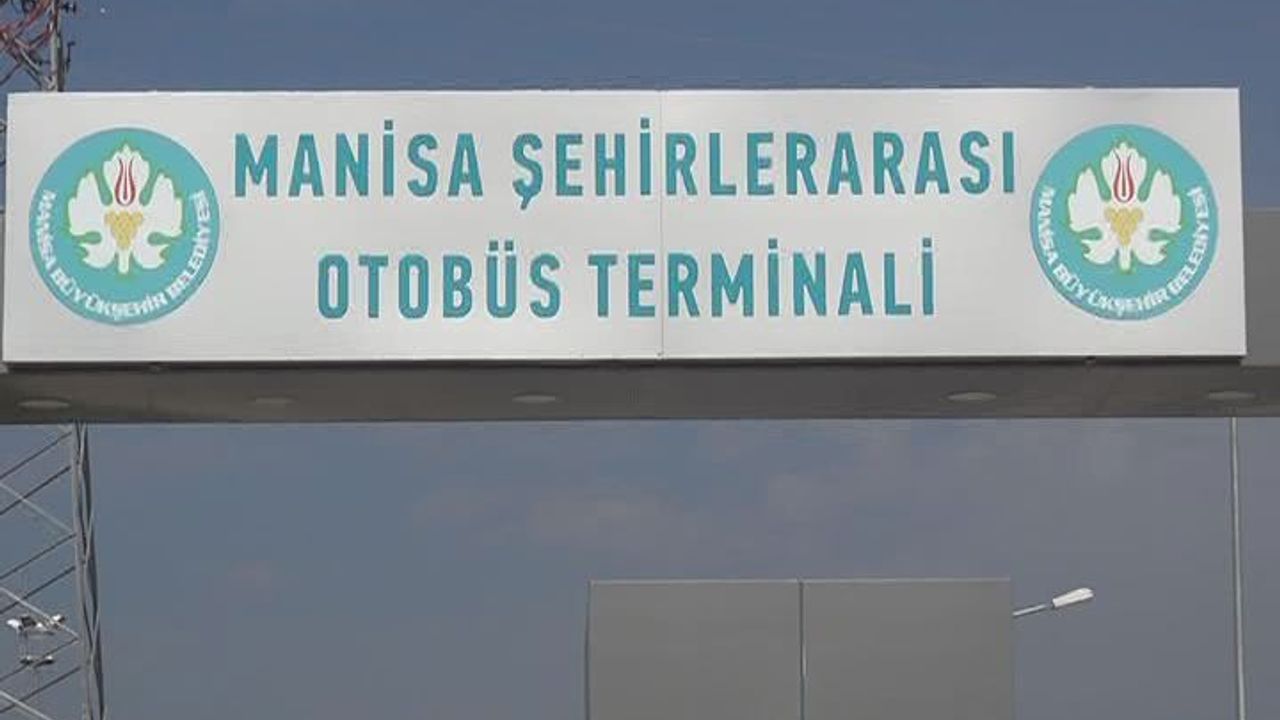 MANİSA ŞEHİRLERARASI
OTOBÜS TERMİNALİ
MANİSA BÜYÜKŞEHİR BELEDİYESİ
MANİSA BÜYÜKŞEHİR BELEDİYESİ